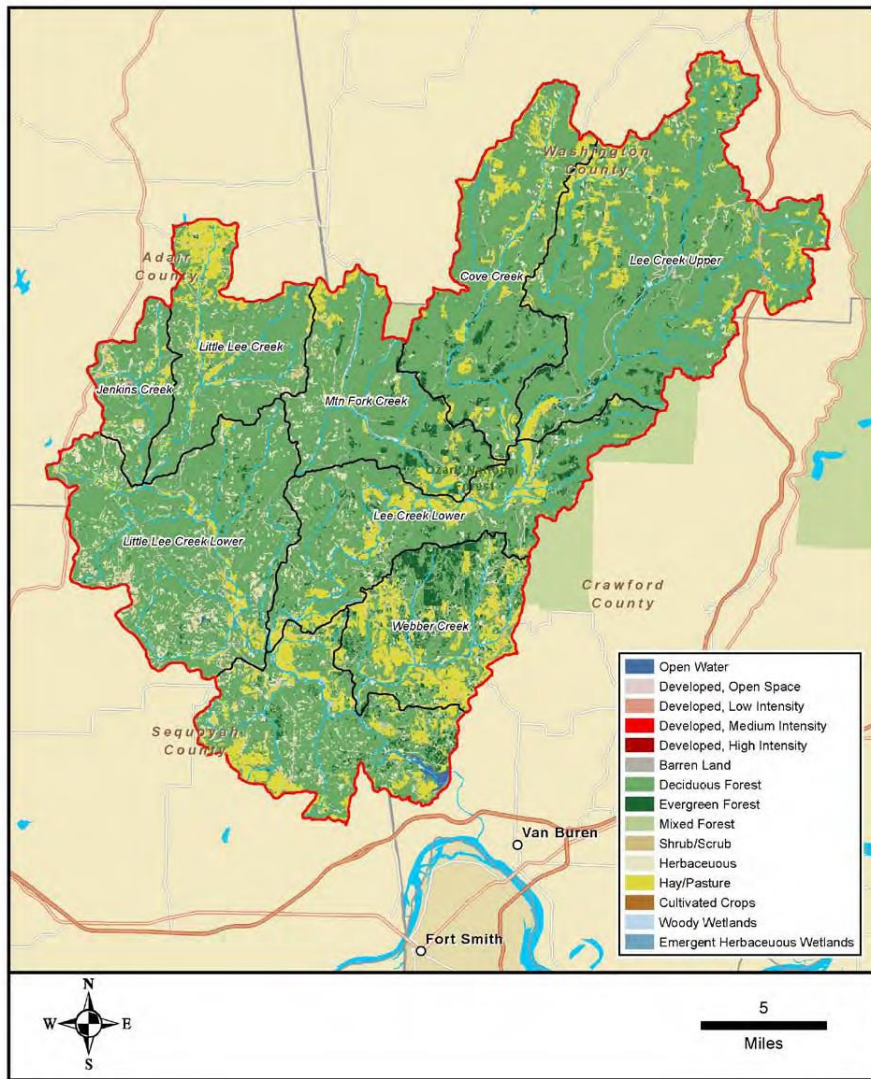 Washington
County
Adair
County
Cove Creek
Lee Creek Upper
Little Lee Creek
Jenkins Creek
Mtn Fork Creek
Ozark National
Forest
Lee Creek Lower
Little Lee Creek Lower
Crawford
County
Webber Creek
Sequoyah
County
Van Buren
Fort Smith
Open Water
Developed, Open Space
Developed, Low Intensity
Developed, Medium Intensity
Developed, High Intensity
Barren Land
Deciduous Forest
Evergreen Forest
Mixed Forest
Shrub/Scrub
Herbaceuous
Hay/Pasture
Cultivated Crops
Woody Wetlands
Emergent Herbaceuous Wetlands
N
W E
S
5
Miles